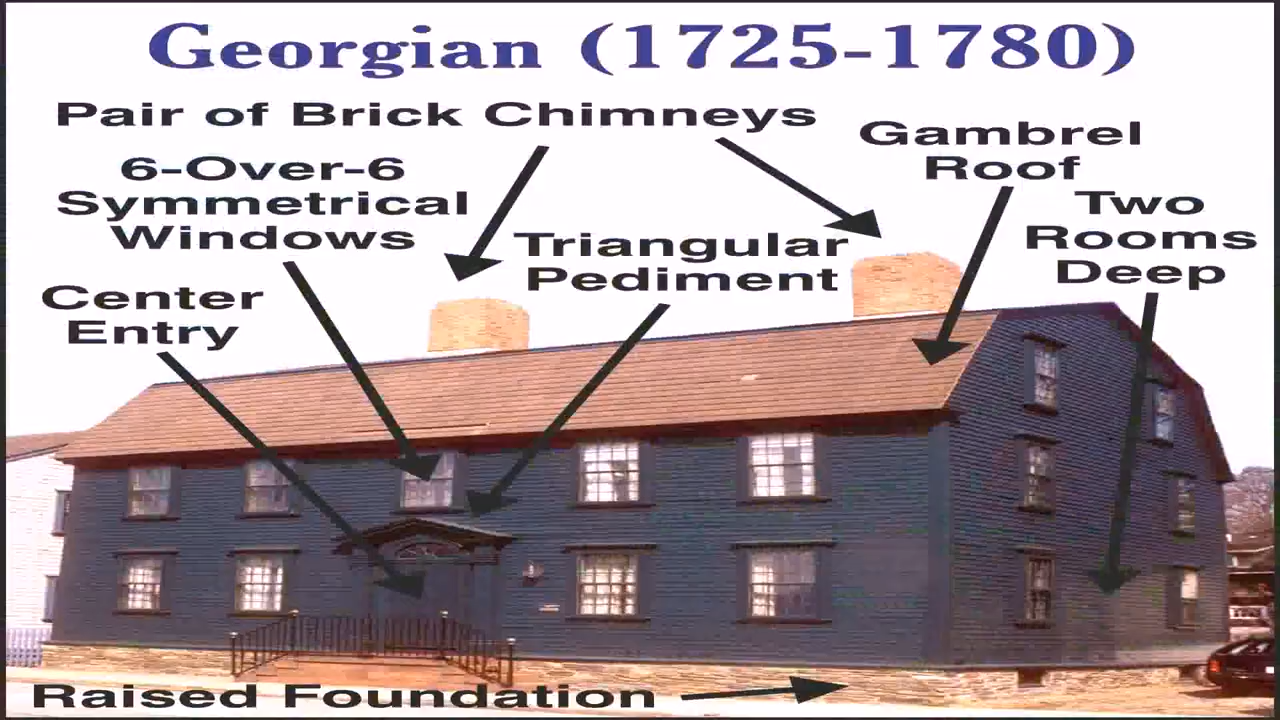 Georgian (1725-1780)
Pair of Brick Chimneys
6-Over-6
Symmetrical
Windows
Center
Entry
Triangular
Pediment
Gambrel
Roof
Two
Rooms
Deep
Raised Foundation